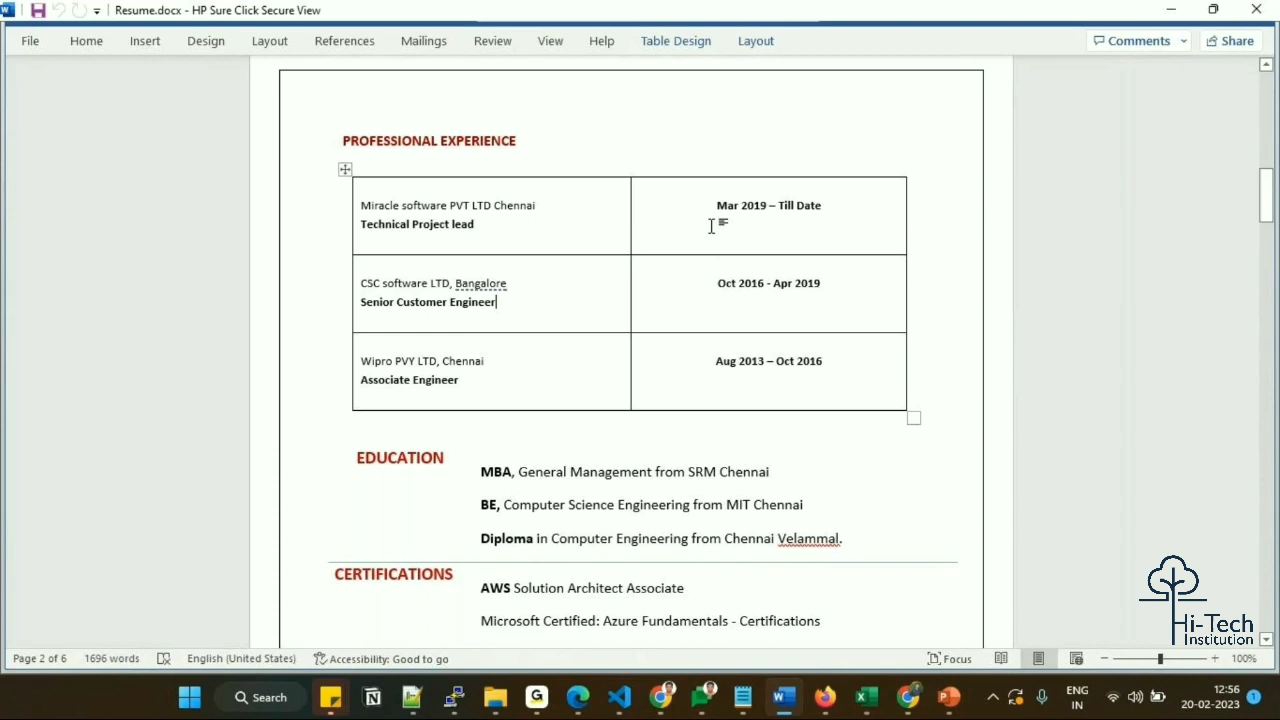 Resume.docx - HP Sure Click Secure View
File Home Insert Design Layout References Mailings Review View Help Table Design Layout Comments Share
PROFESSIONAL EXPERIENCE
Miracle software PVT LTD Chennai
Technical Project lead
Mar 2019 – Till Date
CSC software LTD, Bangalore
Senior Customer Engineer
Oct 2016 - Apr 2019
Wipro PVY LTD, Chennai
Associate Engineer
Aug 2013 – Oct 2016
EDUCATION
MBA, General Management from SRM Chennai
BE, Computer Science Engineering from MIT Chennai
Diploma in Computer Engineering from Chennai Velammal.
CERTIFICATIONS
AWS Solution Architect Associate
Microsoft Certified: Azure Fundamentals - Certifications
Hi-Tech
Institution
Page 2 of 6 1696 words English (United States) Accessibility: Good to go Focus 100%
Search
ENG
IN
12:56
20-02-2023